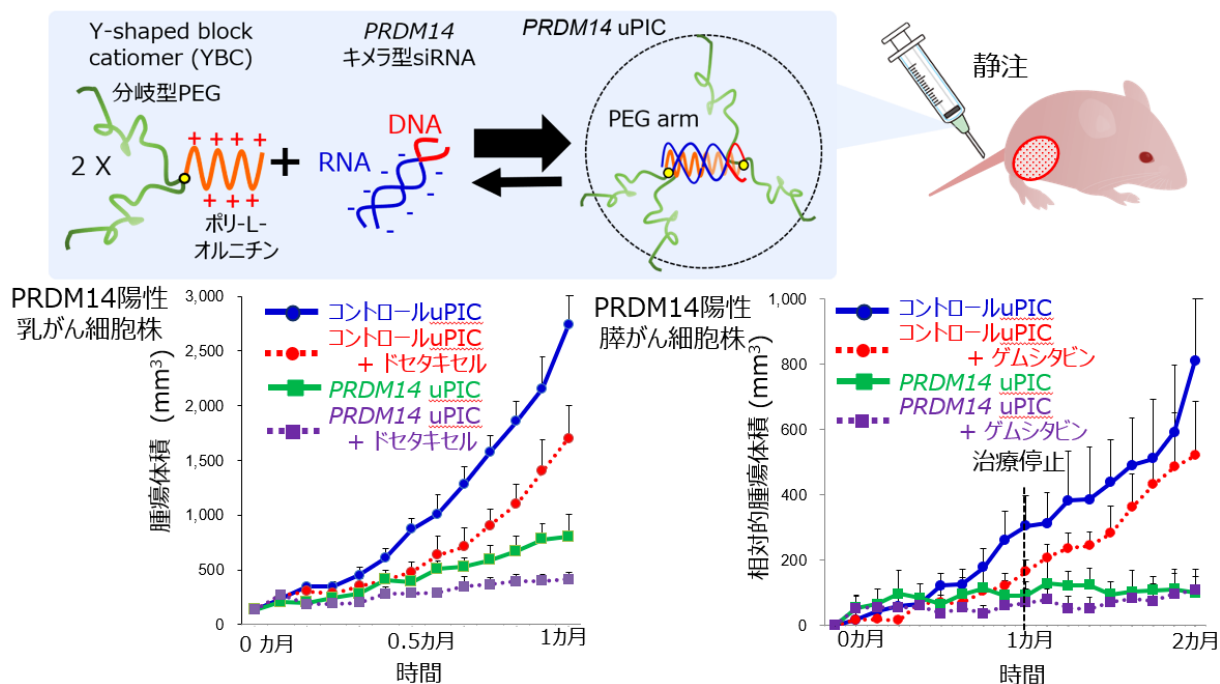 Y-shaped block
catiomer (YBC)
分岐型PEG
2 X
+ + + +
+ + +
ポリ-L-
オルニチン
+
PRDM14
キメラ型siRNA
DNA
RNA
PRDM14 uPIC
PEG arm
静注
PRDM14陽性
乳がん細胞株
コントロールuPIC
コントロールuPIC
+ ドセタキセル
PRDM14 uPIC
PRDM14 uPIC
+ ドセタキセル
腫瘍体積 (mm³)
3,000
2,500
2,000
1,500
1,000
500
0
0 カ月
0.5カ月
1カ月
時間
PRDM14陽性
膵がん細胞株
コントロールuPIC
コントロールuPIC
+ ゲムシタビン
PRDM14 uPIC
PRDM14 uPIC
+ ゲムシタビン
治療停止
相対的腫瘍体積 (mm³)
1,000
800
600
400
200
0
0カ月
1カ月
2カ月
時間